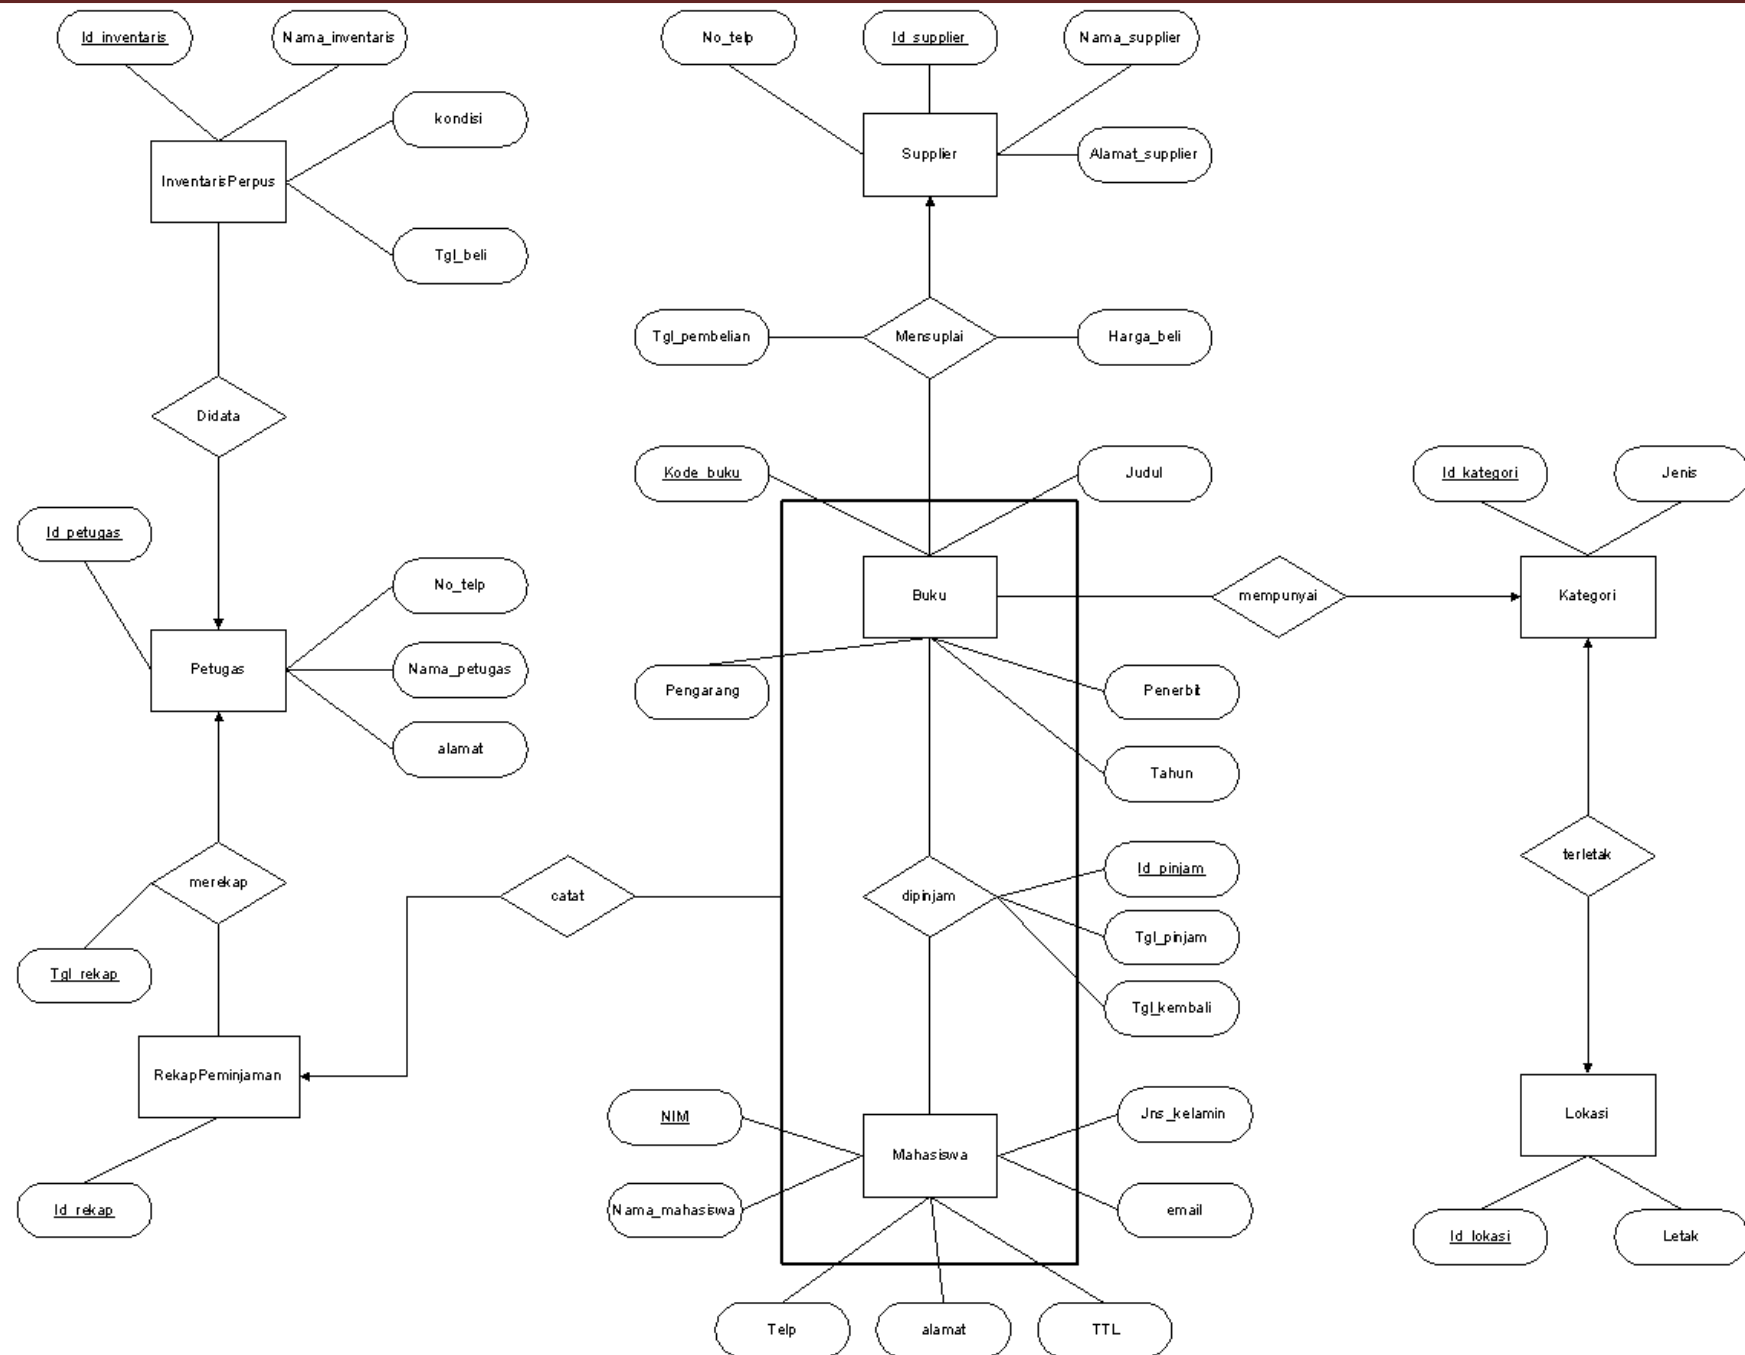 Id_inventaris
Nama_inventaris
No_telp
Id_supplier
Nama_supplier
kondisi
Supplier
Alamat_supplier
InventarisPerpus
Tgl_beli
Tgl_pembelian
Mensuplai
Harga_beli
Didata
Kode_buku
Judul
Id_kategori
Jenis
Id_petugas
No_telp
Buku
mempunyai
Kategori
Petugas
Nama_petugas
Pengarang
Penerbit
alamat
Tahun
merekap
catat
dipinjam
Id_pinjam
terletak
Tgl_rekap
Tgl_pinjam
Tgl_kembali
RekapPeminjaman
NIM
Jns_kelamin
Lokasi
Mahasiswa
Id_rekap
Nama_mahasiswa
email
Id_lokasi
Letak
Telp
alamat
TTL